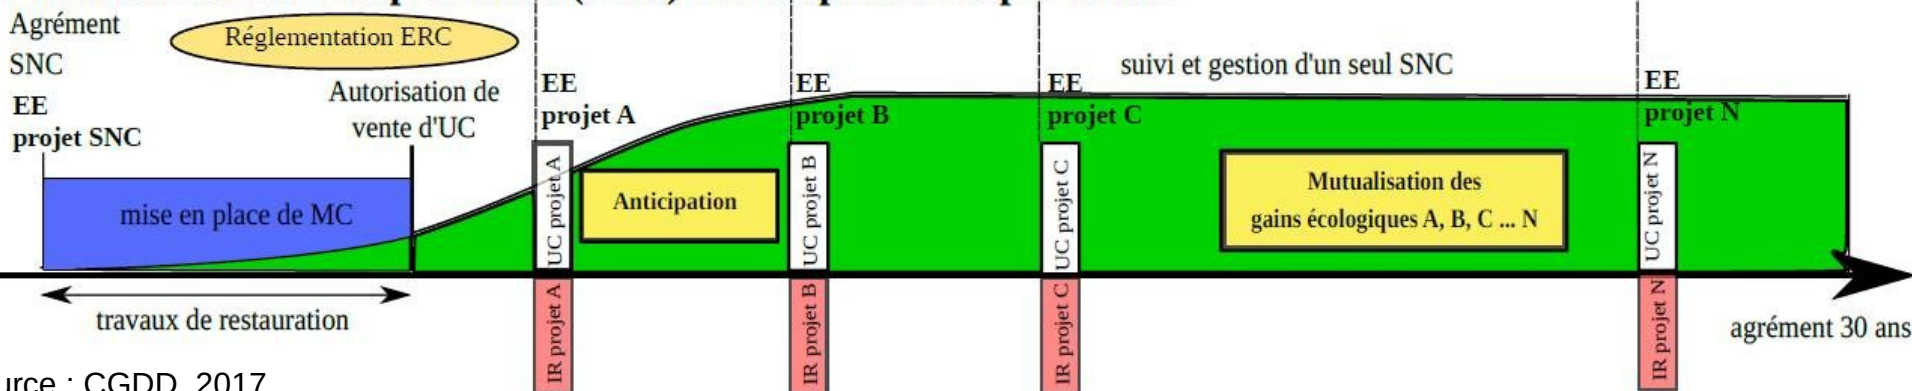 Agrément
SNC
Réglementation ERC
EE
projet SNC
Autorisation de
vente d'UC
EE
projet A
EE
projet B
EE
projet C
suivi et gestion d'un seul SNC
EE
projet N
mise en place de MC
UC projet A
Anticipation
UC projet B
UC projet C
Mutualisation des
gains écologiques A, B, C ... N
UC projet N
travaux de restauration
IR projet A
IR projet B
IR projet C
IR projet N
agrément 30 ans
urce : CGDD, 2017